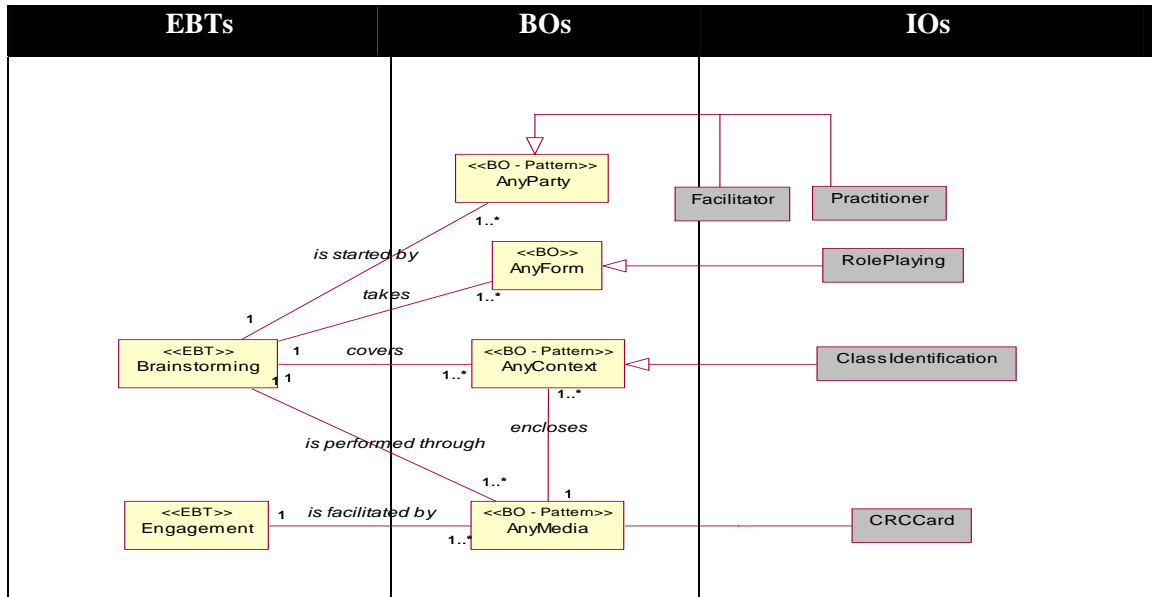 EBTs
BOs
IOs
<<BO - Pattern>>
AnyParty
Facilitator
Practitioner
1..*
is started by
<<BO>>
AnyForm
RolePlaying
takes
1..*
1
<<EBT>>
Brainstorming
1
covers
1..*
<<BO - Pattern>>
AnyContext
ClassIdentification
1
1
1..*
encloses
is performed through
1..*
1
<<EBT>>
Engagement
1
is facilitated by
1..*
<<BO - Pattern>>
AnyMedia
CRCCard